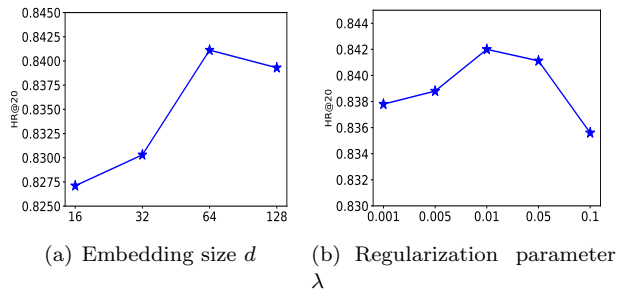 0.8450
0.8425
0.8400
0.8375
0.8350
0.8325
0.8300
0.8275
0.8250
HR@20
16 32 64 128
(a) Embedding size d
0.844
0.842
0.840
0.838
0.836
0.834
0.832
0.830
HR@20
0.001 0.005 0.01 0.05 0.1
(b) Regularization parameter
λ